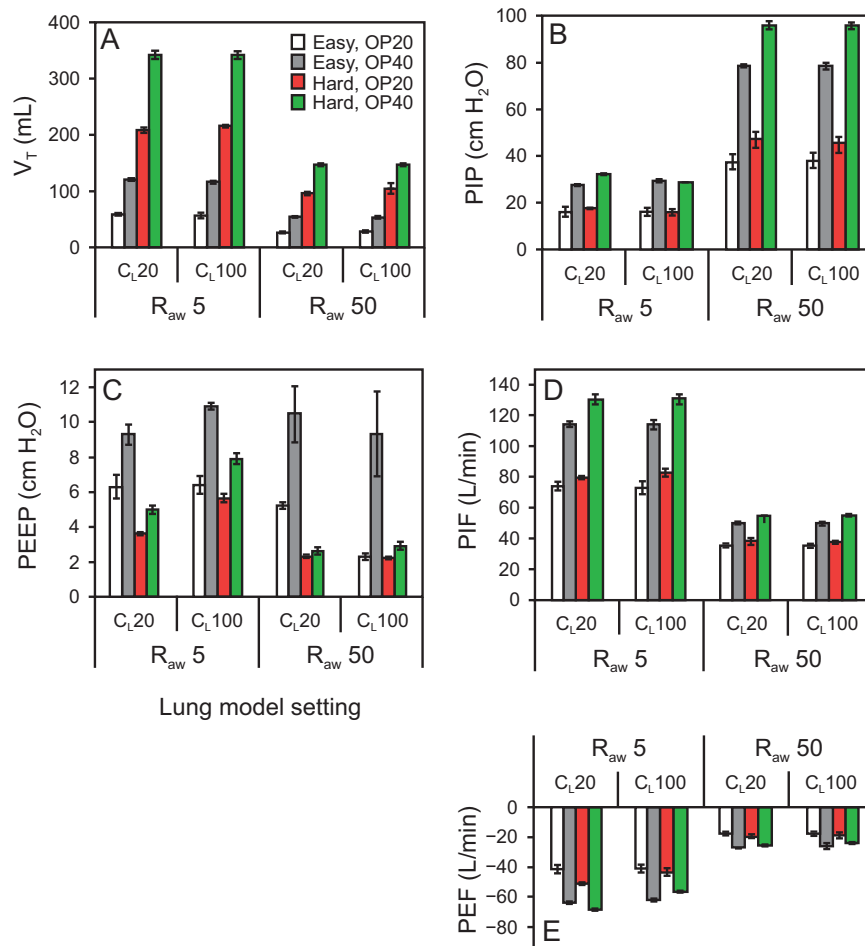 A
V_T (mL)
400
300
200
100
0
Easy, OP20
Easy, OP40
Hard, OP20
Hard, OP40
C_L20 C_L100 C_L20 C_L100
R_aw 5 R_aw 50
B
PIP (cm H₂O)
100
80
60
40
20
0
C_L20 C_L100 C_L20 C_L100
R_aw 5 R_aw 50
C
PEEP (cm H₂O)
12
10
8
6
4
2
0
C_L20 C_L100 C_L20 C_L100
R_aw 5 R_aw 50
Lung model setting
D
PIF (L/min)
140
120
100
80
60
40
20
0
C_L20 C_L100 C_L20 C_L100
R_aw 5 R_aw 50
R_aw 5 R_aw 50
C_L20 C_L100 C_L20 C_L100
PEF (L/min)
0
−20
−40
−60
−80
E